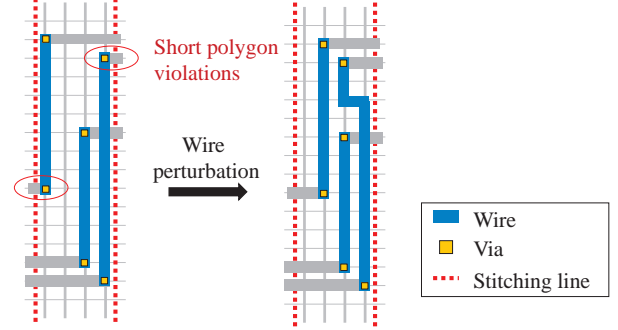 Short polygon
violations
Wire
perturbation
Wire
Via
Stitching line